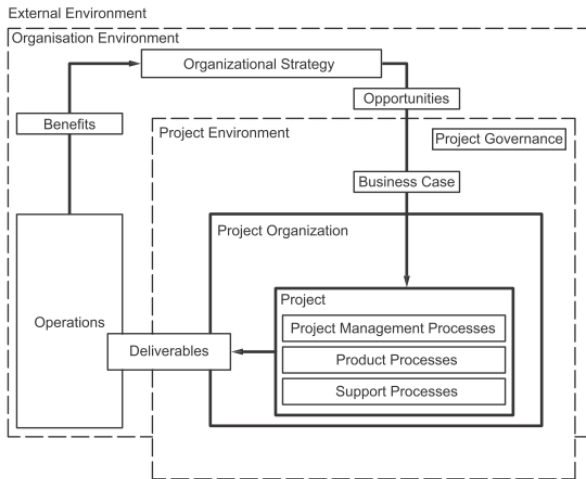 External Environment
Organisation Environment
Organizational Strategy
Opportunities
Benefits
Project Environment
Project Governance
Business Case
Project Organization
Project
Operations
Project Management Processes
Deliverables
Product Processes
Support Processes